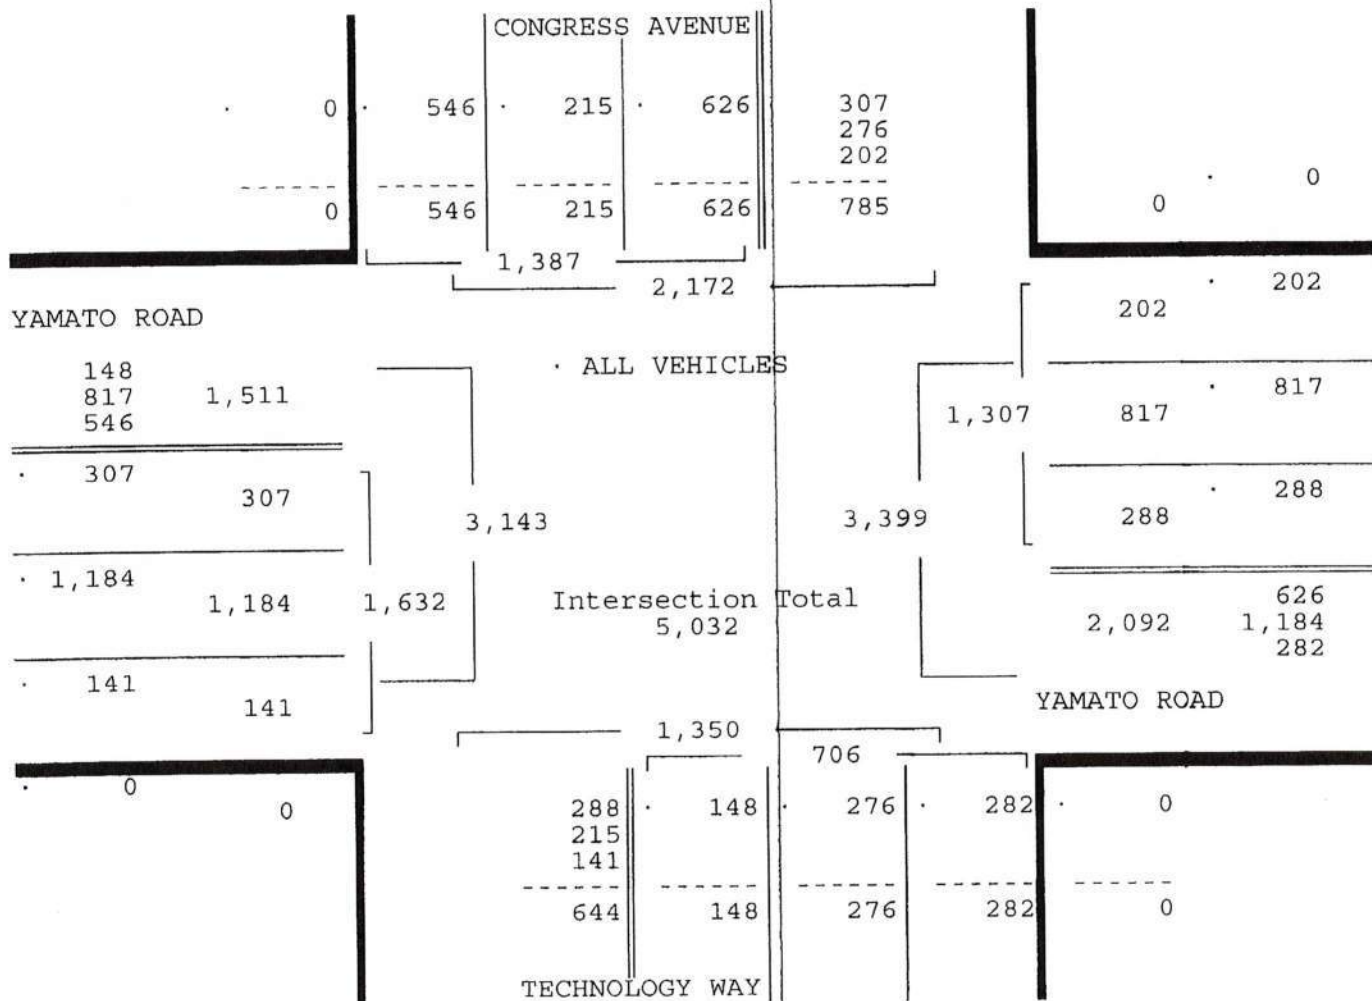 CONGRESS AVENUE
· 0 · 546 · 215 · 626 307
276
202
· 0
------ ------ ------ ------ ------
0 546 215 626 785
0
1,387
2,172
· 202
202
YAMATO ROAD
148
· ALL VEHICLES
817 1,511
· 817
1,307 817
546
· 307
307
· 288
3,143 3,399 288
· 1,184
1,184 1,632 Intersection Total
626
5,032 2,092 1,184
282
· 141
141
YAMATO ROAD
1,350
706
· 0
0
288 · 148 · 276 · 282 · 0
215
141
------ ------ ------ ------ ------
644 148 276 282 0
TECHNOLOGY WAY